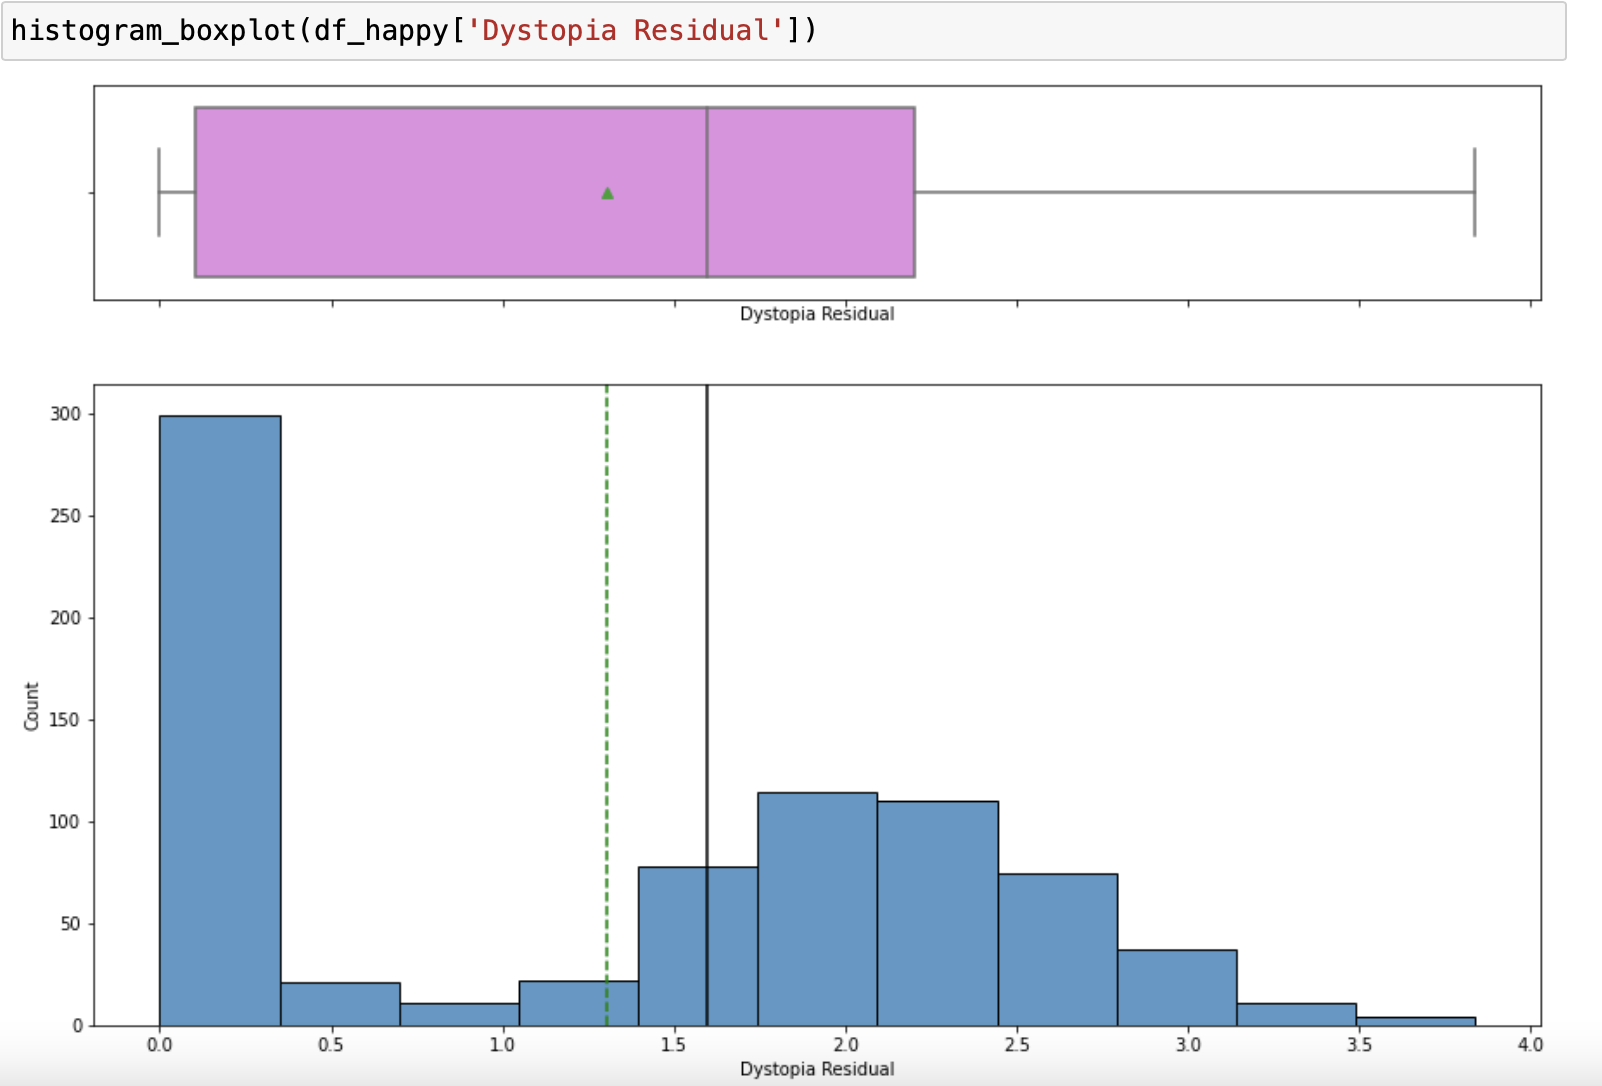 histogram_boxplot(df_happy['Dystopia Residual'])
Dystopia Residual
300
250
200
150
100
50
0
Count
0.0 0.5 1.0 1.5 2.0 2.5 3.0 3.5 4.0
Dystopia Residual